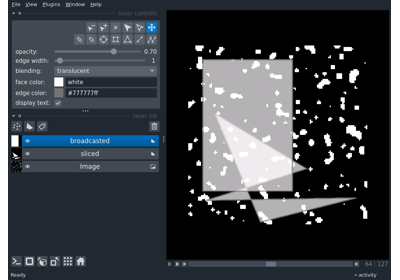 File View Plugins Window Help
layer controls
opacity: 0.70
edge width: 1
blending: translucent
face color: white
edge color: #777777ff
display text:
layer list
broadcasted
sliced
Image
64 127
Ready
activity